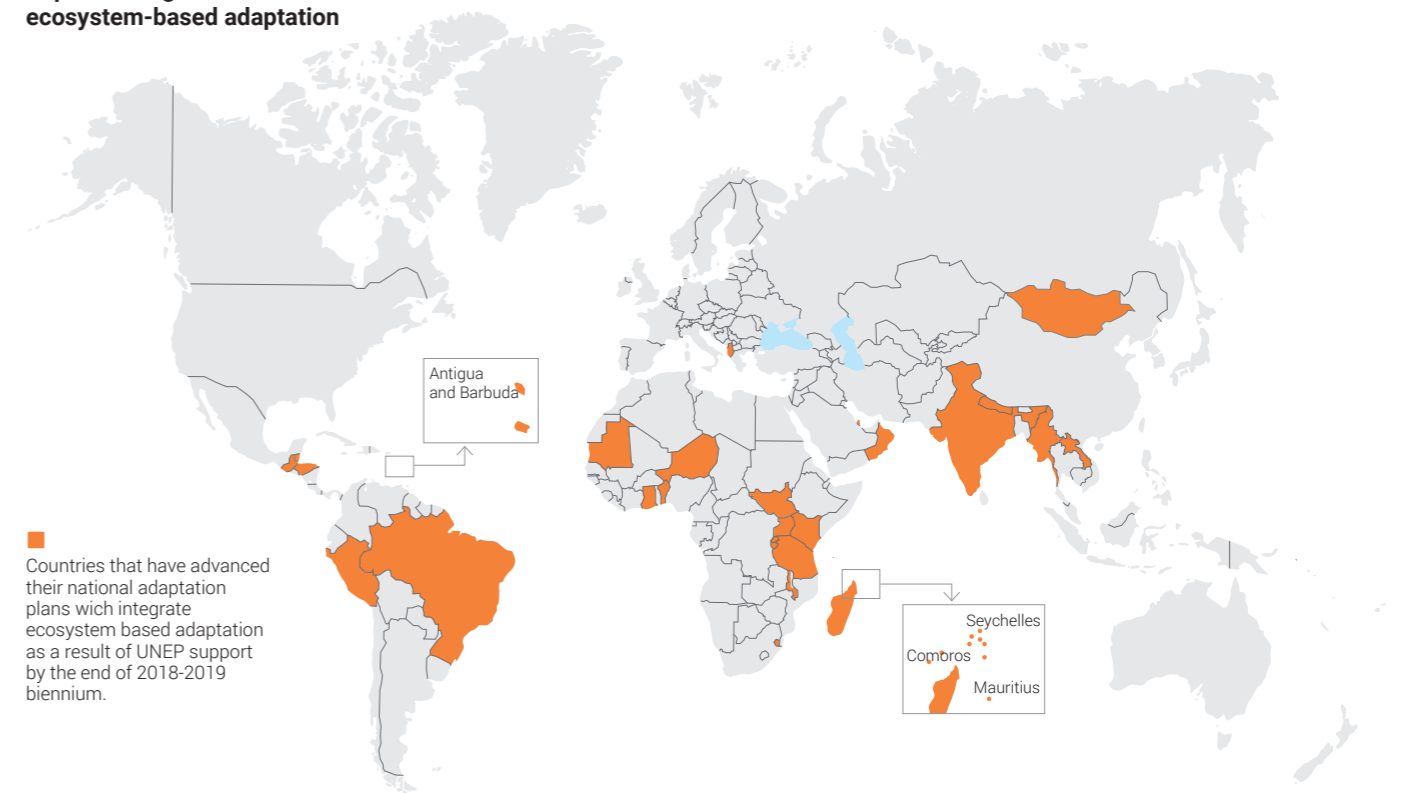 ecosystem-based adaptation
Antigua
and Barbuda
Countries that have advanced
their national adaptation
plans wich integrate
ecosystem based adaptation
as a result of UNEP support
by the end of 2018-2019
biennium.
Seychelles
Comoros
Mauritius